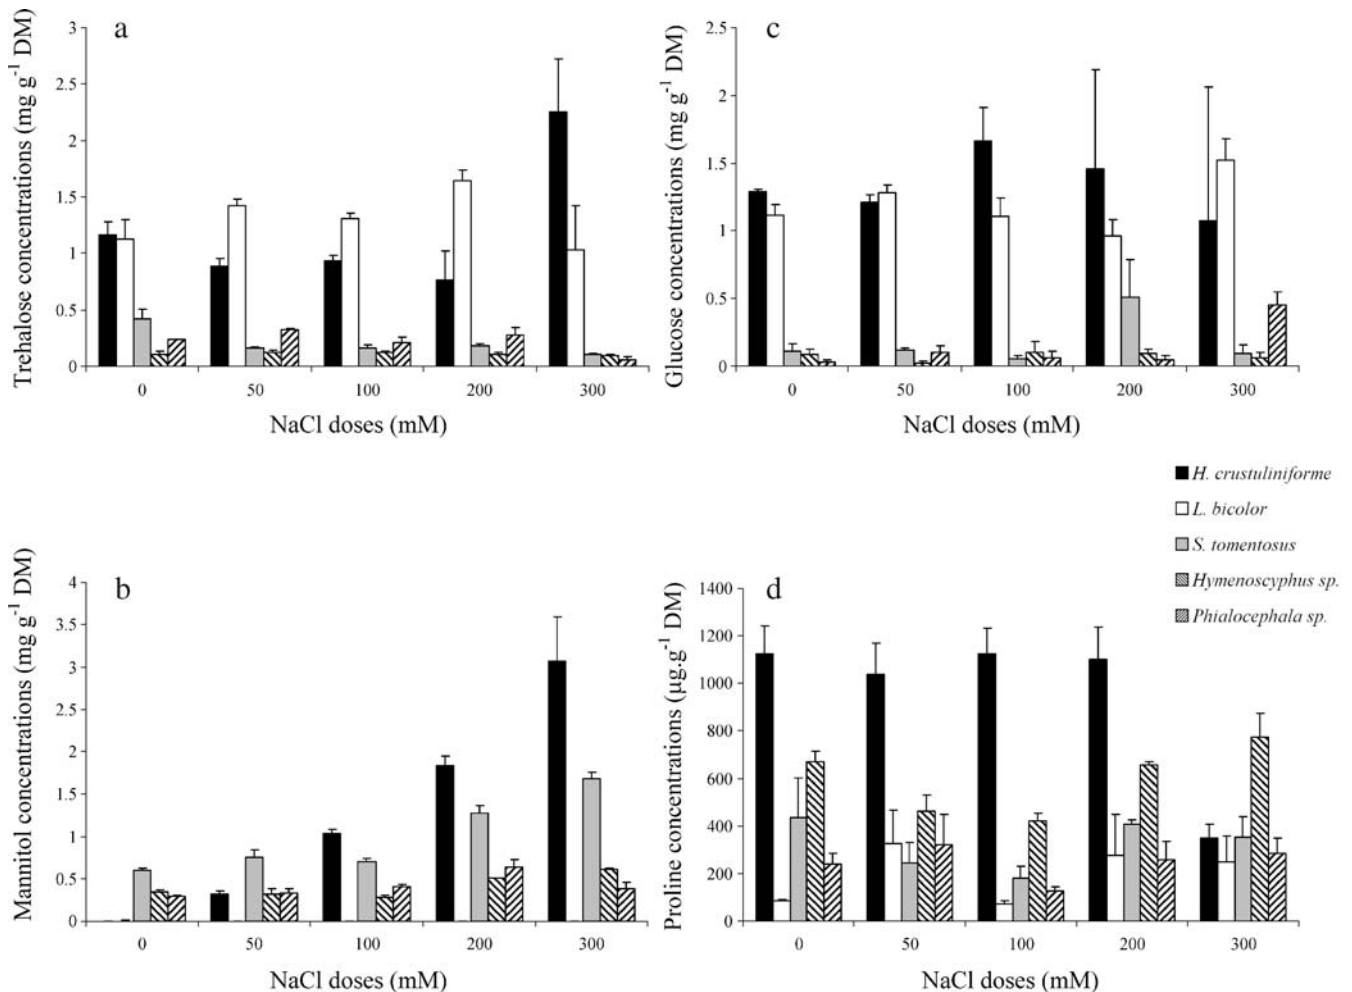 a
Trehalose concentrations (mg g-1 DM)
3
2.5
2
1.5
1
0.5
0
0 50 100 200 300
NaCl doses (mM)
c
Glucose concentrations (mg g-1 DM)
2.5
2
1.5
1
0.5
0
0 50 100 200 300
NaCl doses (mM)
H. crustuliniforme
L. bicolor
S. tomentosus
Hymenoscyphus sp.
Phialocephala sp.
b
Mannitol concentrations (mg g-1 DM)
4
3.5
3
2.5
2
1.5
1
0.5
0
0 50 100 200 300
NaCl doses (mM)
d
Proline concentrations (µg.g-1 DM)
1400
1200
1000
800
600
400
200
0
0 50 100 200 300
NaCl doses (mM)